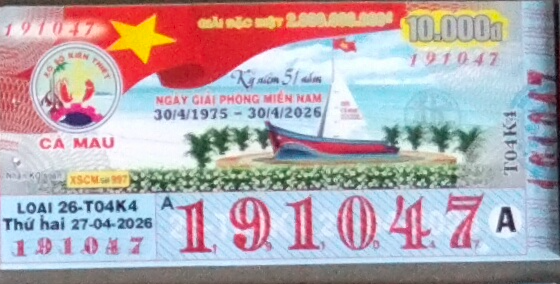 191047
GIẢI ĐẶC BIỆT 2.000.000.000đ
10.000đ
191047
XỔ SỐ KIẾN THIẾT
CÀ MAU
Kỷ niệm 51 năm
NGÀY GIẢI PHÓNG MIỀN NAM
30/4/1975 - 30/4/2026
T04K4
XSCM
997
LOẠI 26-T04K4
Thứ hai 27-04-2026
191047
A
191047
A